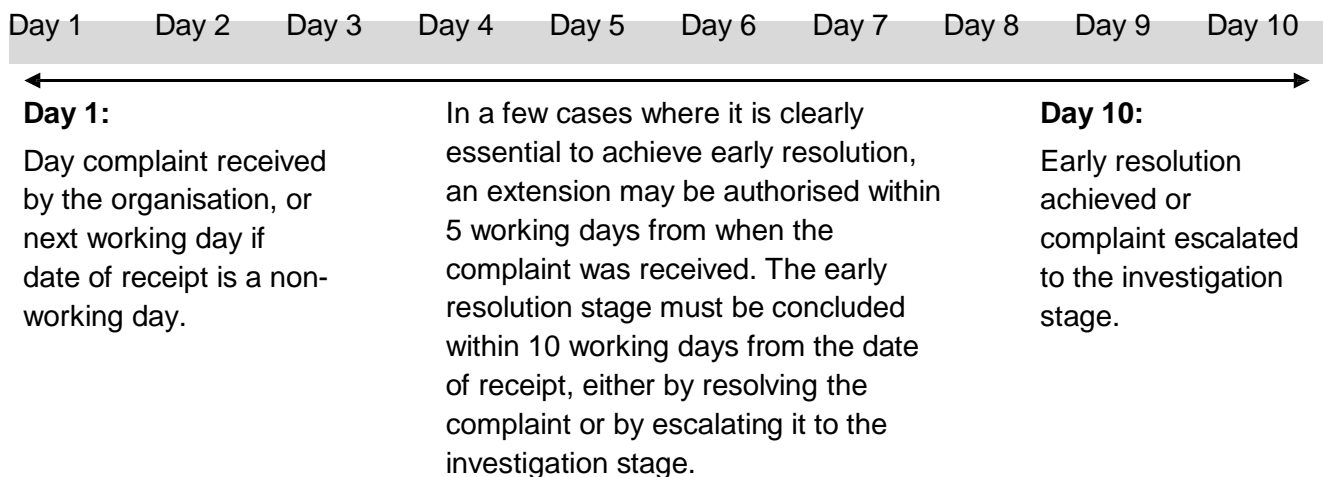 Day 1 Day 2 Day 3 Day 4 Day 5 Day 6 Day 7 Day 8 Day 9 Day 10
Day 1:
Day complaint received
by the organisation, or
next working day if
date of receipt is a non-
working day.
In a few cases where it is clearly
essential to achieve early resolution,
an extension may be authorised within
5 working days from when the
complaint was received. The early
resolution stage must be concluded
within 10 working days from the date
of receipt, either by resolving the
complaint or by escalating it to the
investigation stage.
Day 10:
Early resolution
achieved or
complaint escalated
to the investigation
stage.